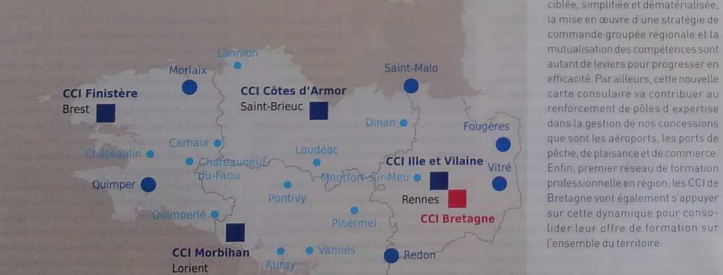 Lannion
Morlaix
CCI Finistère
Brest
CCI Côtes d'Armor
Saint-Brieuc
Saint-Malo
Dinan
Fougères
Carhaix
Châteaulin
Châteauneuf-
du-Faou
Loudéac
CCI Ille et Vilaine
Montfort-sur-Meu
Vitré
Rennes
Quimper
Pontivy
CCI Bretagne
Quimperlé
Ploërmel
CCI Morbihan
Lorient
Vannes
Auray
Redon
ciblée, simplifiée et dématérialisée,
la mise en œuvre d'une stratégie de
commande groupée régionale et la
mutualisation des compétences sont
autant de leviers pour progresser en
efficacité. Par ailleurs, cette nouvelle
carte consulaire va contribuer au
renforcement de pôles d'expertise
dans la gestion de nos concessions
que sont les aéroports, les ports de
pêche, de plaisance et de commerce.
Enfin, premier réseau de formation
professionnelle en région, les CCI de
Bretagne vont également s'appuyer
sur cette dynamique pour conso-
lider leur offre de formation sur
l'ensemble du territoire.